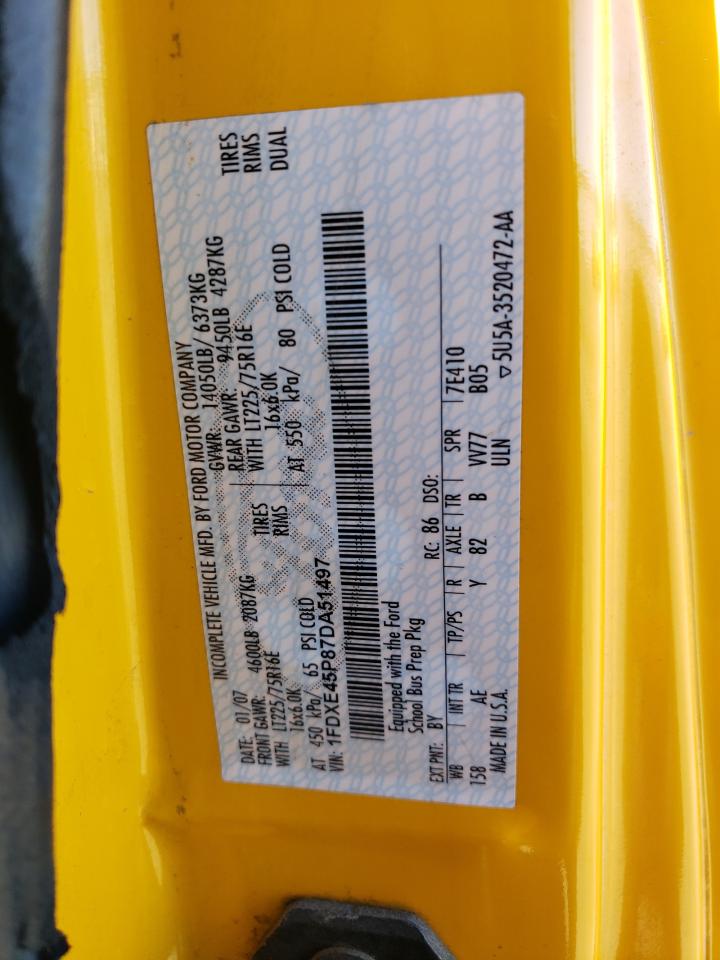 INCOMPLETE VEHICLE MFD. BY FORD MOTOR COMPANY
DATE: 01/07 GVWR: 14050LB/ 6373KG
FRONT GAWR: 4600LB 2087KG REAR GAWR: 9450LB 4287KG
WITH LT225/75R16E TIRES WITH LT225/75R16E TIRES
16x6.0K RIMS 16x6.0K RIMS
AT 450 kPa/ 65 PSI COLD AT 550 kPa/ 80 PSI COLD DUAL
VIN: 1FDXE45P87DA51497
Equipped with the Ford
School Bus Prep Pkg
EXT PNT: BY RC: 86 DSO:
WB INT TR TP/PS R AXLE TR SPR 7E410
158 AE Y 82 B W77 B05
MADE IN U.S.A. ULN
▽5U5A-3520472-AA